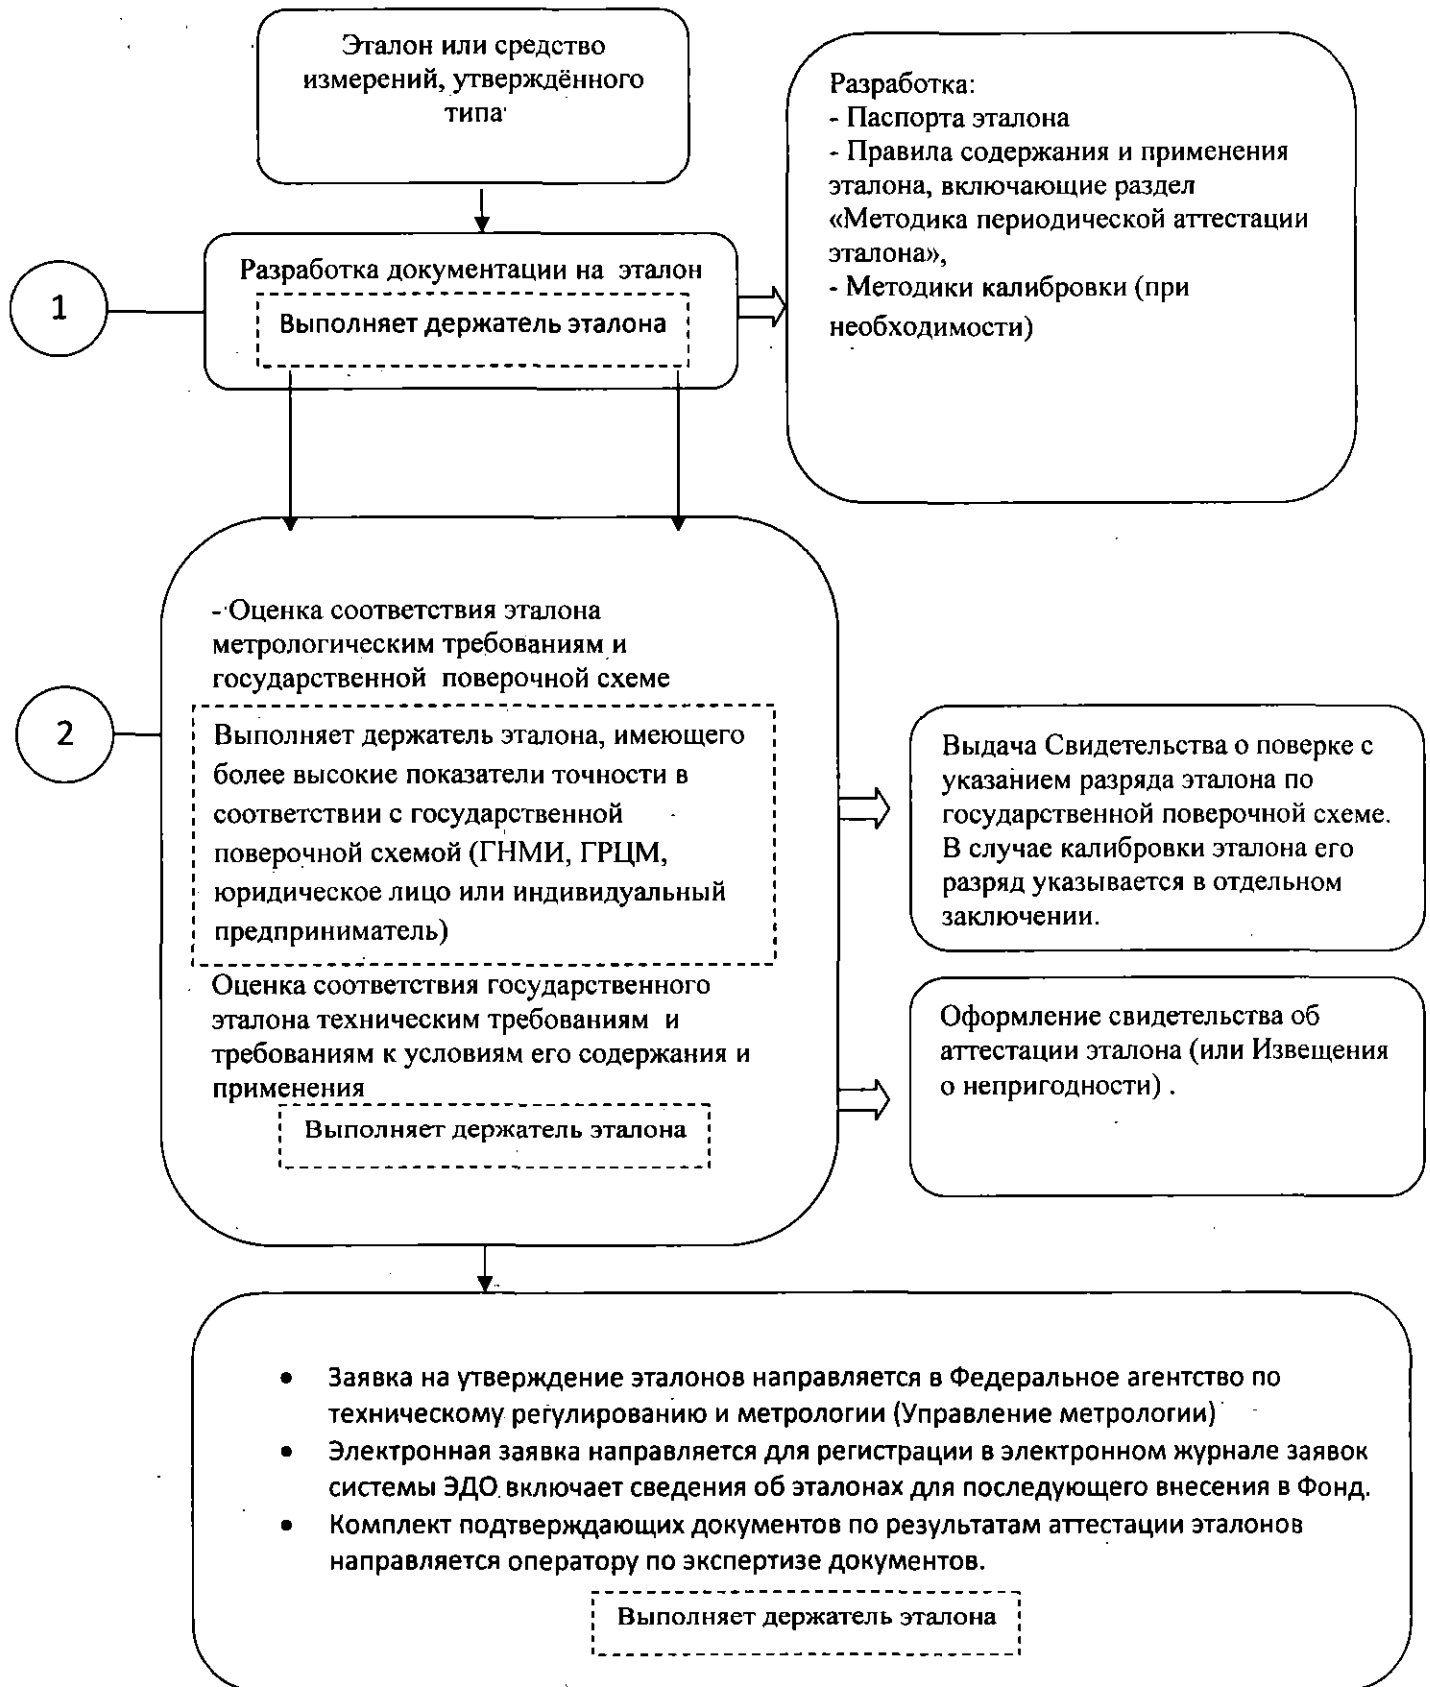 Эталон или средство
измерений, утверждённого
типа
Разработка:
- Паспорта эталона
- Правила содержания и применения
эталона, включающие раздел
«Методика периодической аттестации
эталона»,
- Методики калибровки (при
необходимости)
1
Разработка документации на эталон
Выполняет держатель эталона
- Оценка соответствия эталона
метрологическим требованиям и
государственной поверочной схеме
2
Выполняет держатель эталона, имеющего
более высокие показатели точности в
соответствии с государственной
поверочной схемой (ГНМИ, ГРЦМ,
юридическое лицо или индивидуальный
предприниматель)
Выдача Свидетельства о поверке с
указанием разряда эталона по
государственной поверочной схеме.
В случае калибровки эталона его
разряд указывается в отдельном
заключении.
Оценка соответствия государственного
эталона техническим требованиям и
требованиям к условиям его содержания и
применения
Выполняет держатель эталона
Оформление свидетельства об
аттестации эталона (или Извещения
о непригодности) .
• Заявка на утверждение эталонов направляется в Федеральное агентство по
техническому регулированию и метрологии (Управление метрологии)
• Электронная заявка направляется для регистрации в электронном журнале заявок
системы ЭДО включает сведения об эталонах для последующего внесения в Фонд.
• Комплект подтверждающих документов по результатам аттестации эталонов
направляется оператору по экспертизе документов.
Выполняет держатель эталона